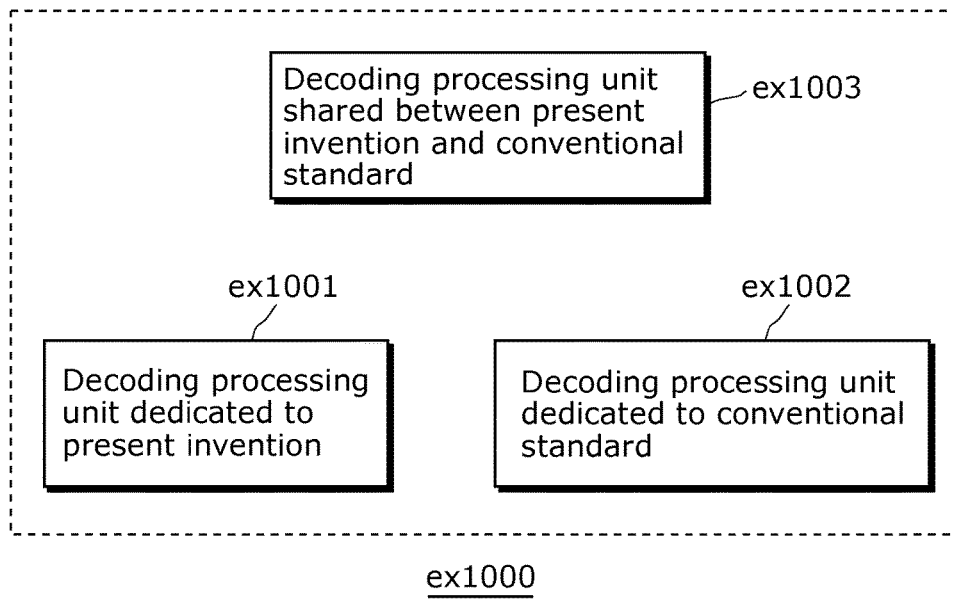 Decoding processing unit
shared between present
invention and conventional
standard
ex1003
ex1001
Decoding processing
unit dedicated to
present invention
ex1002
Decoding processing unit
dedicated to conventional
standard
ex1000